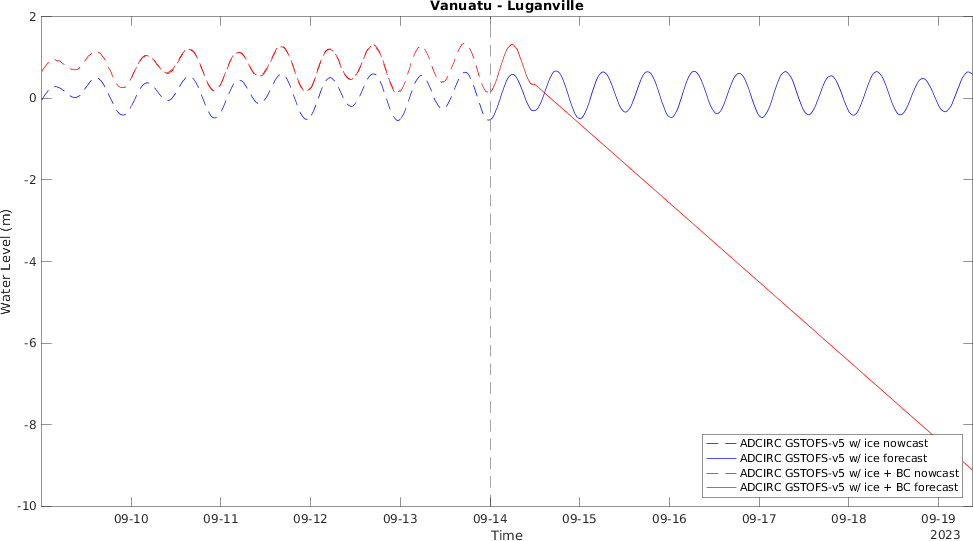 Vanuatu - Luganville
2
0
-2
-4
-6
-8
-10
Water Level (m)
09-10 09-11 09-12 09-13 09-14 09-15 09-16 09-17 09-18 09-19
2023
Time
ADCIRC GSTOFS-v5 w/ ice nowcast
ADCIRC GSTOFS-v5 w/ ice forecast
ADCIRC GSTOFS-v5 w/ ice + BC nowcast
ADCIRC GSTOFS-v5 w/ ice + BC forecast